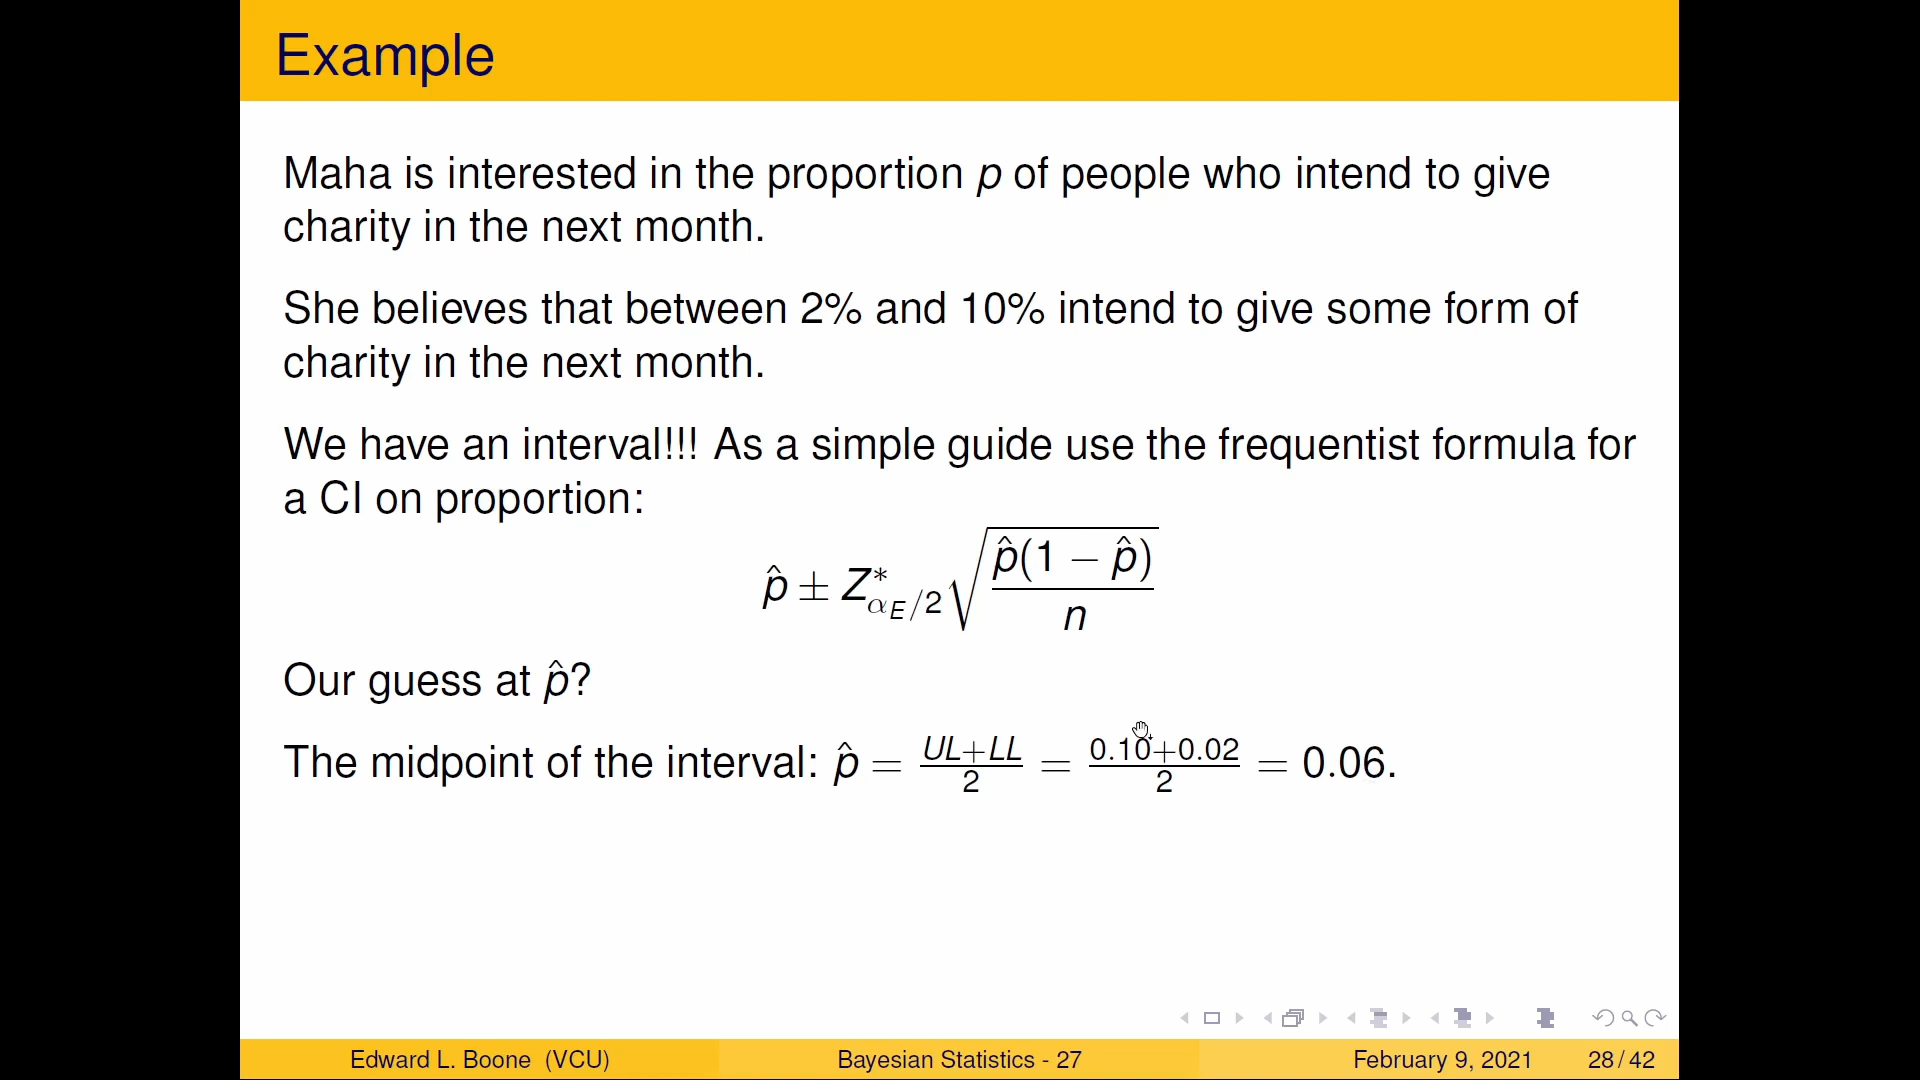 Example
Maha is interested in the proportion p of people who intend to give
charity in the next month.
She believes that between 2% and 10% intend to give some form of
charity in the next month.
We have an interval!!! As a simple guide use the frequentist formula for
a CI on proportion:
p̂ ± Z*_{α_E/2} √(p̂(1 − p̂)/n)
Our guess at p̂?
The midpoint of the interval: p̂ = (UL+LL)/2 = (0.10+0.02)/2 = 0.06.
Edward L. Boone (VCU) Bayesian Statistics - 27 February 9, 2021 28 / 42